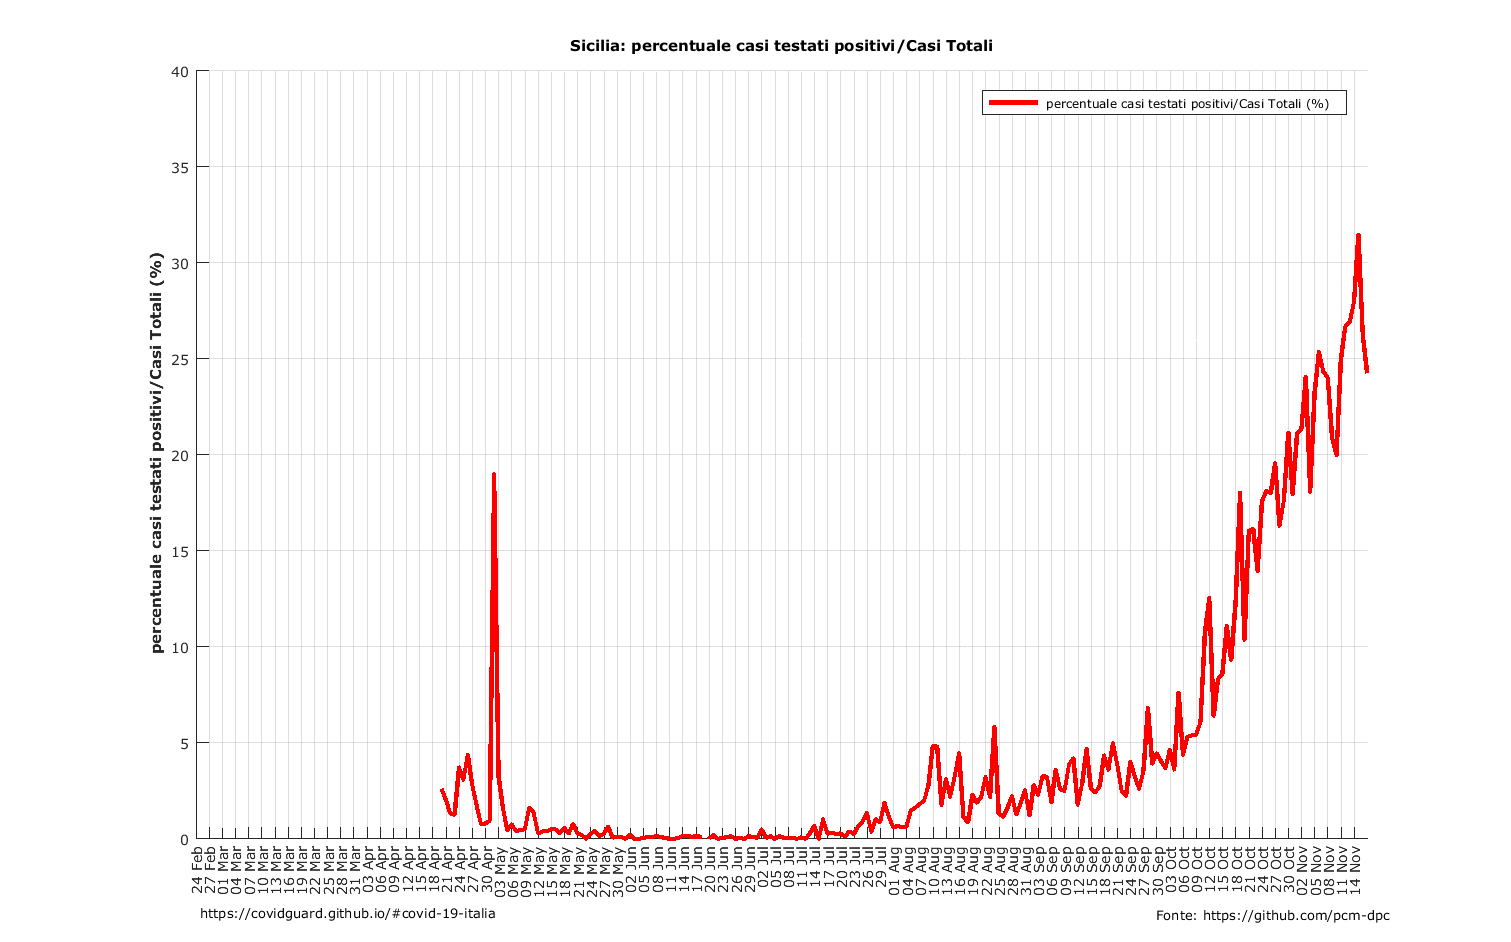 Sicilia: percentuale casi testati positivi/Casi Totali
percentuale casi testati positivi/Casi Totali (%)
percentuale casi testati positivi/Casi Totali (%)
40
35
30
25
20
15
10
5
0
24 Feb
27 Feb
01 Mar
04 Mar
07 Mar
10 Mar
13 Mar
16 Mar
19 Mar
22 Mar
25 Mar
28 Mar
31 Mar
03 Apr
06 Apr
09 Apr
12 Apr
15 Apr
18 Apr
21 Apr
24 Apr
27 Apr
30 Apr
03 May
06 May
09 May
12 May
15 May
18 May
21 May
24 May
27 May
30 May
02 Jun
05 Jun
08 Jun
11 Jun
14 Jun
17 Jun
20 Jun
23 Jun
26 Jun
29 Jun
02 Jul
05 Jul
08 Jul
11 Jul
14 Jul
17 Jul
20 Jul
23 Jul
26 Jul
29 Jul
01 Aug
04 Aug
07 Aug
10 Aug
13 Aug
16 Aug
19 Aug
22 Aug
25 Aug
28 Aug
31 Aug
03 Sep
06 Sep
09 Sep
12 Sep
15 Sep
18 Sep
21 Sep
24 Sep
27 Sep
30 Sep
03 Oct
06 Oct
09 Oct
12 Oct
15 Oct
18 Oct
21 Oct
24 Oct
27 Oct
30 Oct
02 Nov
05 Nov
08 Nov
11 Nov
14 Nov
https://covidguard.github.io/#covid-19-italia
Fonte: https://github.com/pcm-dpc